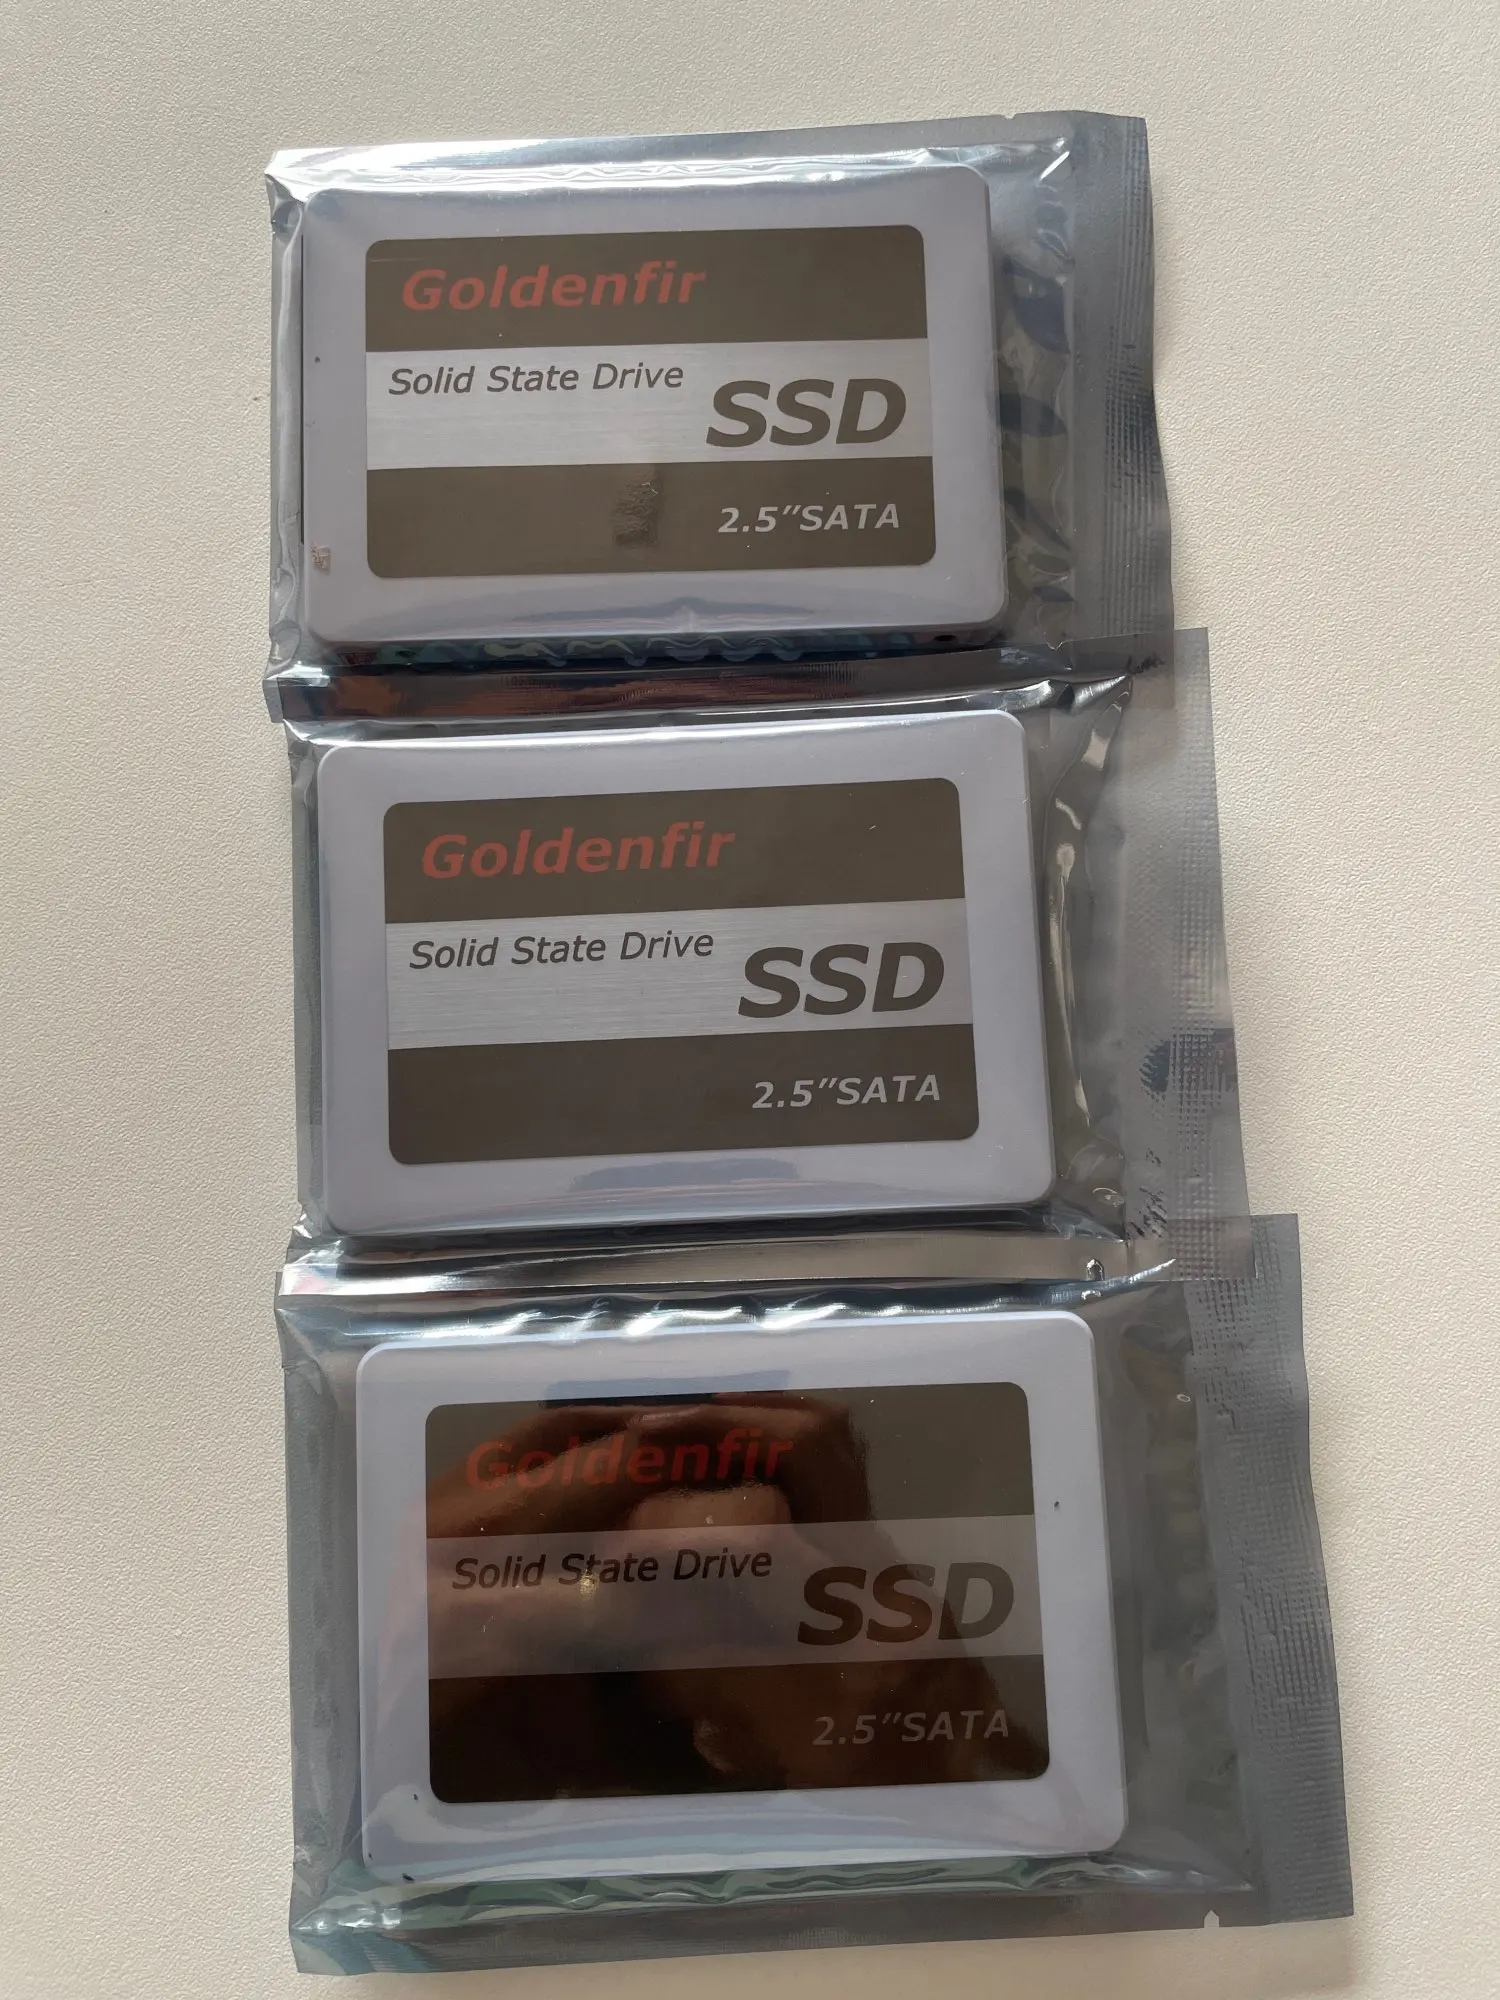 Goldenfir
Solid State Drive
SSD
2.5"SATA
Goldenfir
Solid State Drive
SSD
2.5"SATA
Goldenfir
Solid State Drive
SSD
2.5"SATA